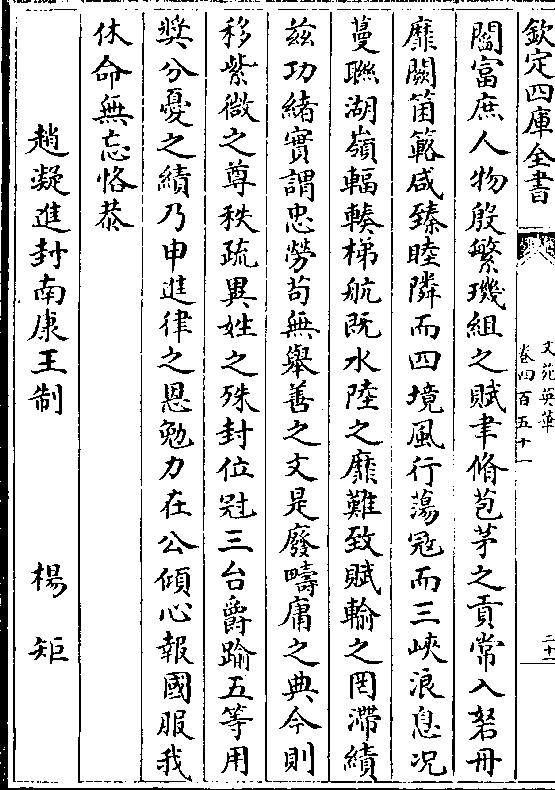 欽定四庫全書
文苑英華
卷四百五十一
二十
闔富庶人物殷繁璣組之賦聿脩苞茅之貢常入砮丹
靡闕箘簵咸臻睦隣而四境風行蕩冦而三峽浪息况
蔓聮湖嶺輻輳梯航既水陸之靡難致賦輸之罔滯績
兹功緒實謂忠勞茍無舉善之文是廢疇庸之典今則
移紫微之尊秩疏異姓之殊封位冠三台爵踰五等用
奬分憂之績乃申進律之恩勉力在公傾心報國服我
休命無忘恪恭
趙凝進封南康王制 楊矩